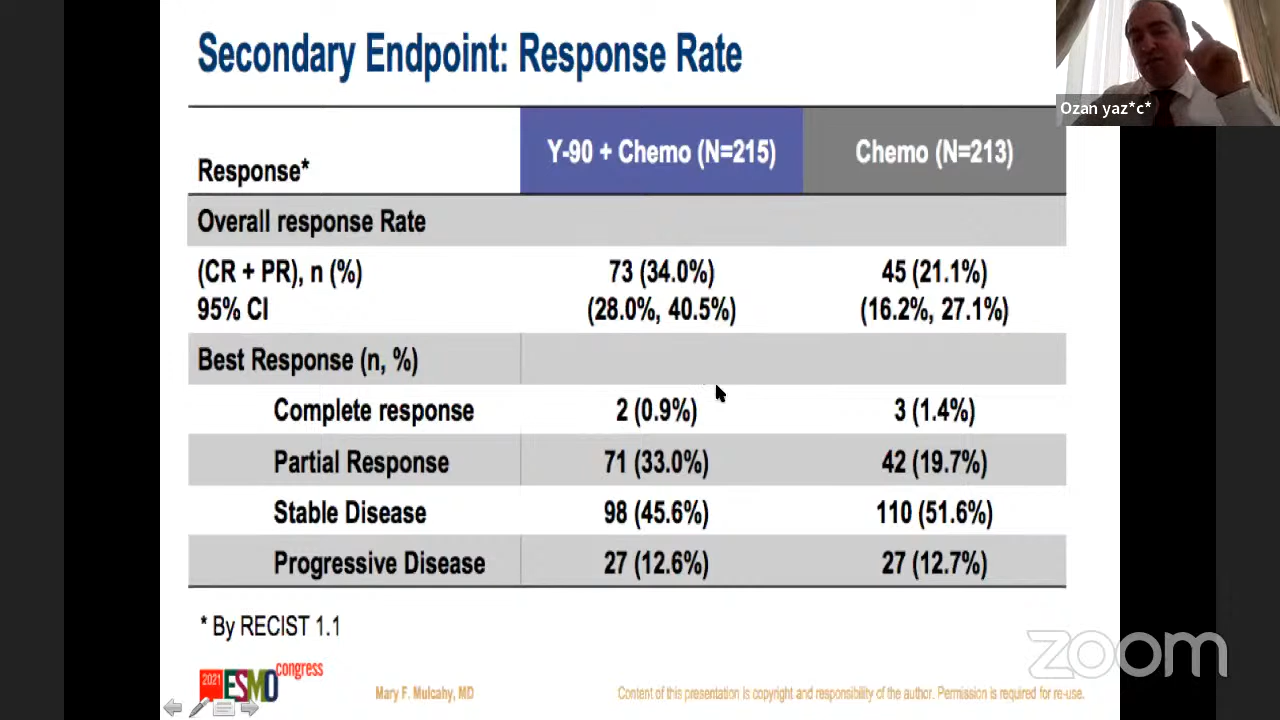 Secondary Endpoint: Response Rate
Ozan yaz*c*
Response*
Y-90 + Chemo (N=215)
Chemo (N=213)
Overall response Rate
(CR + PR), n (%)
73 (34.0%)
45 (21.1%)
95% CI
(28.0%, 40.5%)
(16.2%, 27.1%)
Best Response (n, %)
Complete response
2 (0.9%)
3 (1.4%)
Partial Response
71 (33.0%)
42 (19.7%)
Stable Disease
98 (45.6%)
110 (51.6%)
Progressive Disease
27 (12.6%)
27 (12.7%)
* By RECIST 1.1
zoom
2021 ESMO congress
Mary F. Mulcahy, MD
Content of this presentation is copyright and responsibility of the author. Permission is required for re-use.